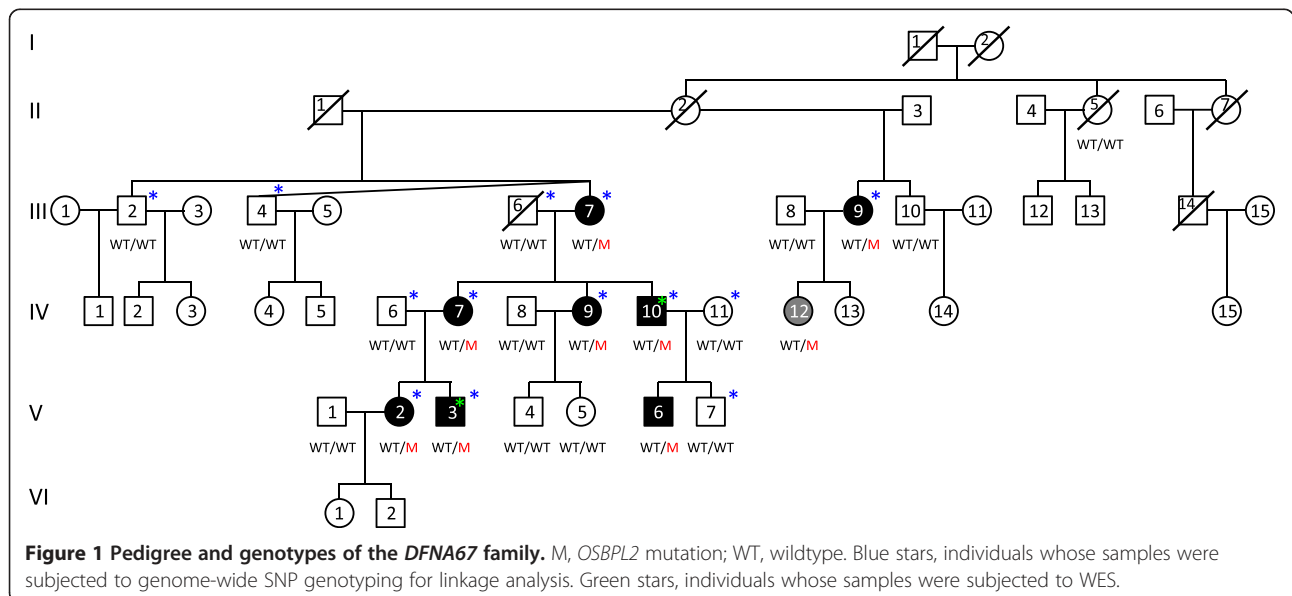 I 1 2
II 1 2 3 4 5 6 7
WT/WT
III 1 2 * 3 4 * 5 6 * 7 * 8 9 * 10 11 12 13 14 15
WT/WT WT/WT WT/WT WT/M WT/WT WT/M WT/WT
IV 1 2 3 4 5 6 * 7 * 8 9 * 10 * * 11 * 12 13 14 15
WT/WT WT/M WT/WT WT/M WT/M WT/WT WT/M
V 1 2 * 3 * * 4 5 6 7 *
WT/WT WT/M WT/M WT/WT WT/WT WT/M WT/WT
VI 1 2
Figure 1 Pedigree and genotypes of the DFNA67 family. M, OSBPL2 mutation; WT, wildtype. Blue stars, individuals whose samples were
subjected to genome-wide SNP genotyping for linkage analysis. Green stars, individuals whose samples were subjected to WES.